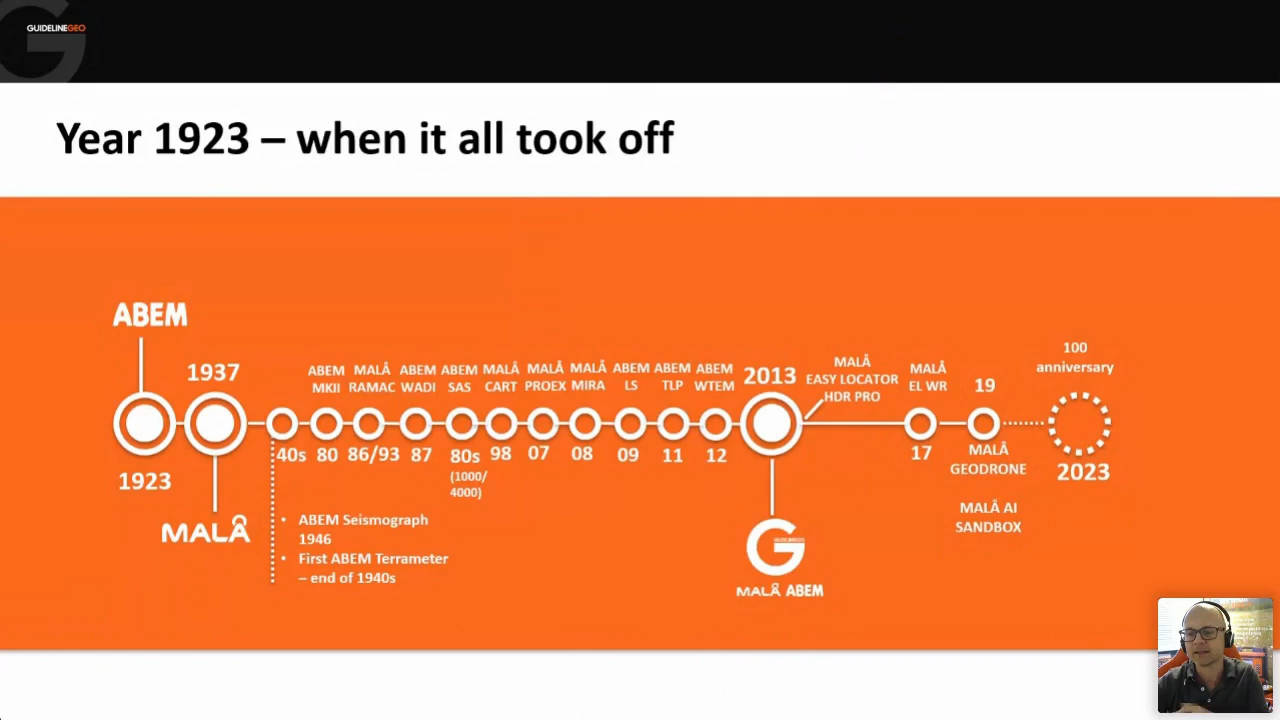 GUIDELINEGEO
Year 1923 – when it all took off
ABEM
1937
ABEM
MKII
MALÅ
RAMAC
ABEM
WADI
ABEM
SAS
MALÅ
CART
MALÅ
PROEX
MALÅ
MIRA
ABEM
LS
ABEM
TLP
ABEM
WTEM
2013
MALÅ
EASY LOCATOR
HDR PRO
MALÅ
EL WR
19
100
anniversary
1923
MALÅ
40s
80
86/93
87
80s
(1000/
4000)
98
07
08
09
11
12
17
MALÅ
GEODRONE
2023
MALÅ AI
SANDBOX
• ABEM Seismograph
1946
• First ABEM Terrameter
– end of 1940s
MALÅ ABEM